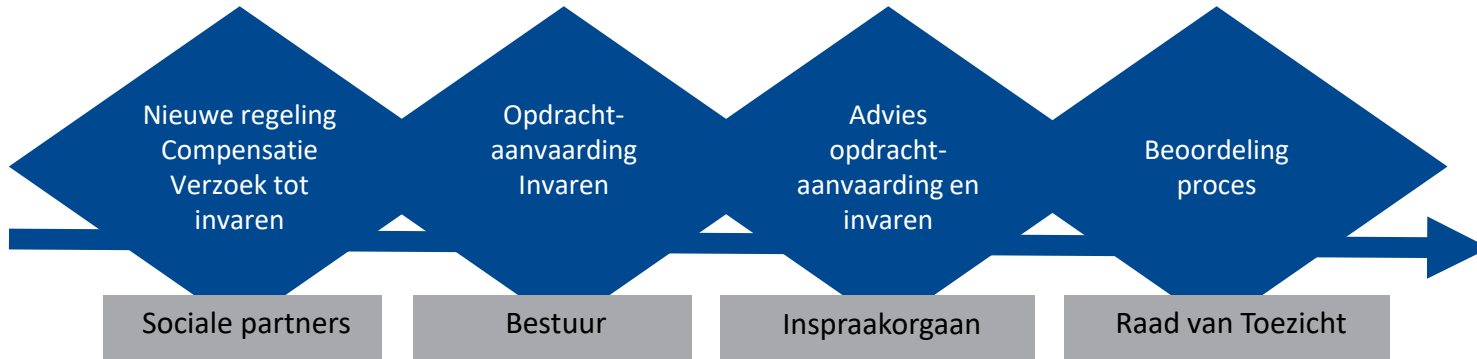 Nieuwe regeling
Compensatie
Verzoek tot
invaren
Sociale partners
Opdracht-
aanvaarding
Invaren
Bestuur
Advies
opdracht-
aanvaarding en
invaren
Inspraakorgaan
Beoordeling
proces
Raad van Toezicht